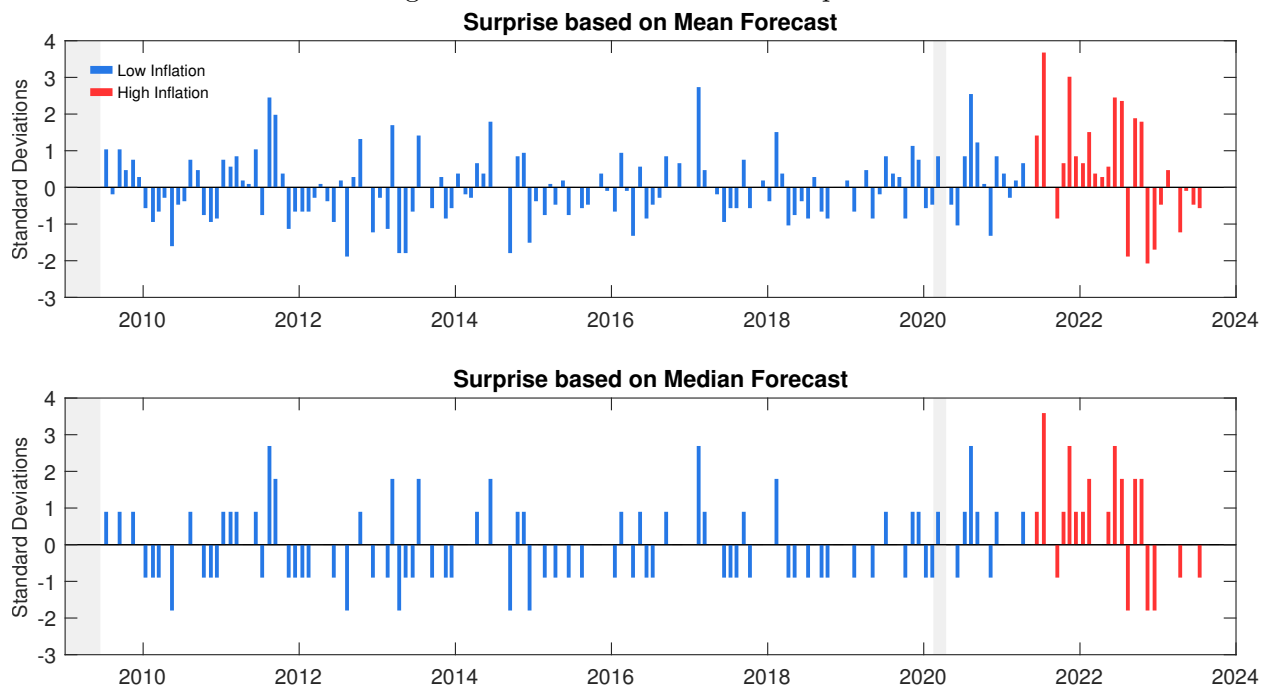 Surprise based on Mean Forecast
Standard Deviations
4
3
2
1
0
-1
-2
-3
Low Inflation
High Inflation
2010 2012 2014 2016 2018 2020 2022 2024
Surprise based on Median Forecast
Standard Deviations
4
3
2
1
0
-1
-2
-3
2010 2012 2014 2016 2018 2020 2022 2024